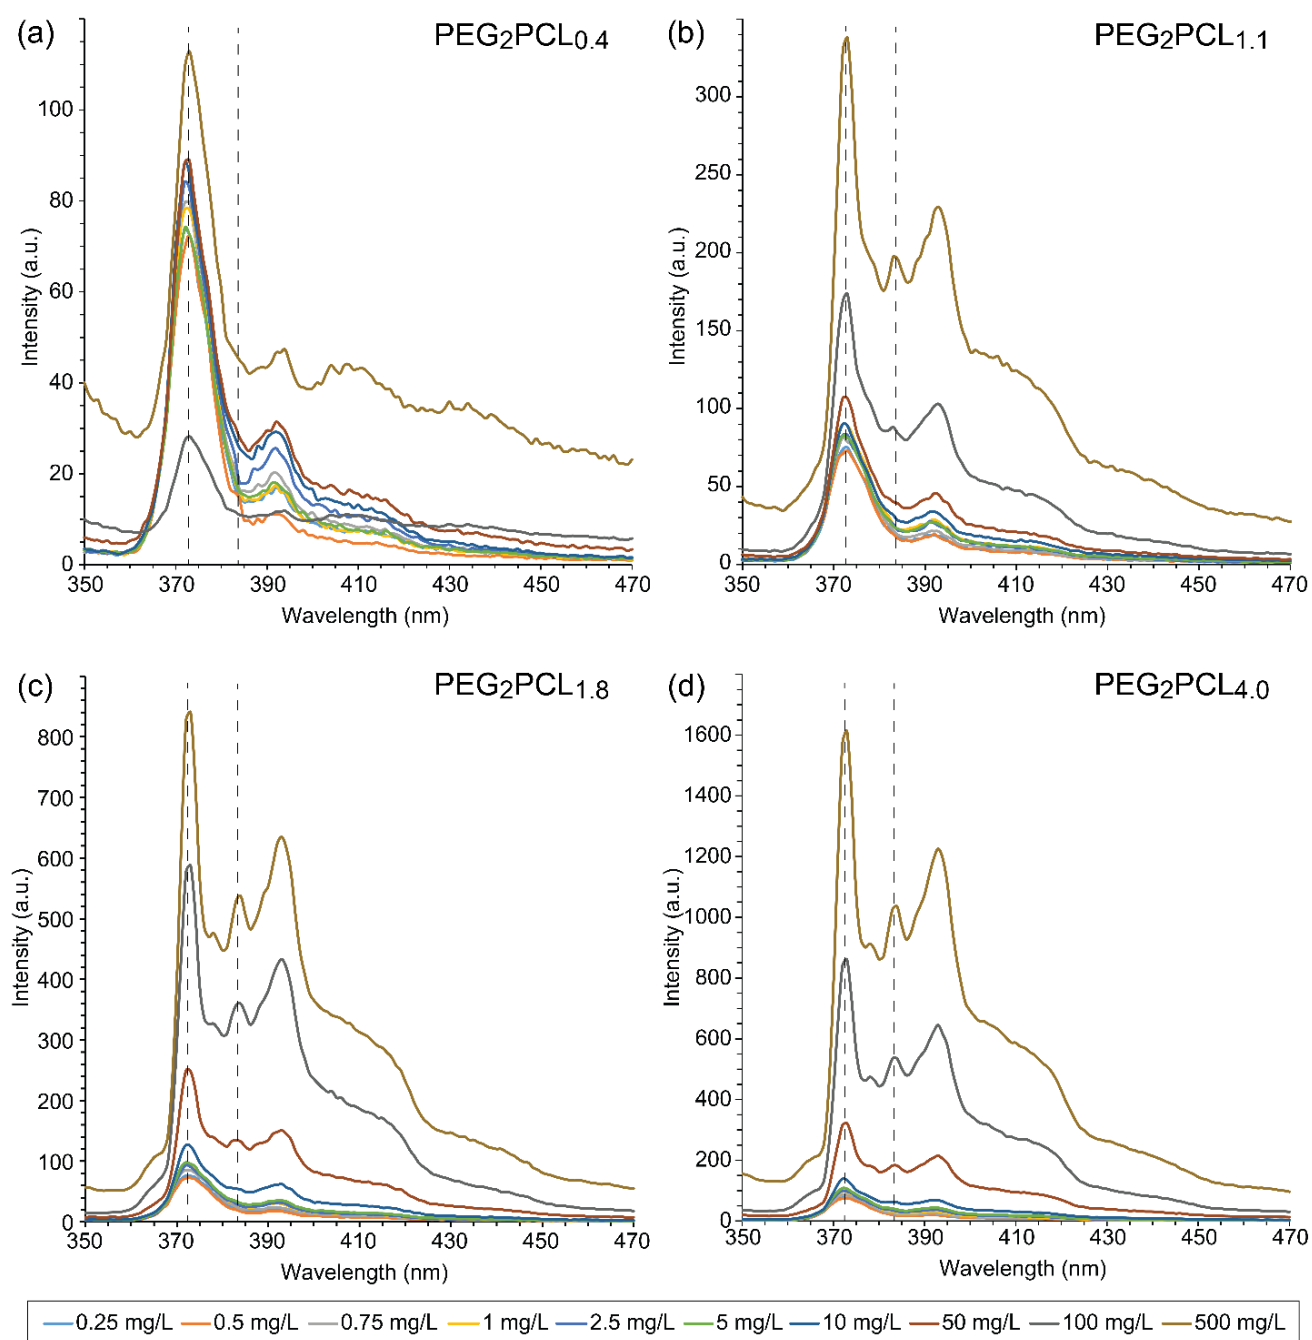 (a) PEG₂PCL₀.₄
Intensity (a.u.)
100
80
60
40
20
0
350 370 390 410 430 450 470
Wavelength (nm)
(b) PEG₂PCL₁.₁
Intensity (a.u.)
300
250
200
150
100
50
0
350 370 390 410 430 450 470
Wavelength (nm)
(c) PEG₂PCL₁.₈
Intensity (a.u.)
800
700
600
500
400
300
200
100
0
350 370 390 410 430 450 470
Wavelength (nm)
(d) PEG₂PCL₄.₀
Intensity (a.u.)
1600
1400
1200
1000
800
600
400
200
0
350 370 390 410 430 450 470
Wavelength (nm)
0.25 mg/L 0.5 mg/L 0.75 mg/L 1 mg/L 2.5 mg/L 5 mg/L 10 mg/L 50 mg/L 100 mg/L 500 mg/L